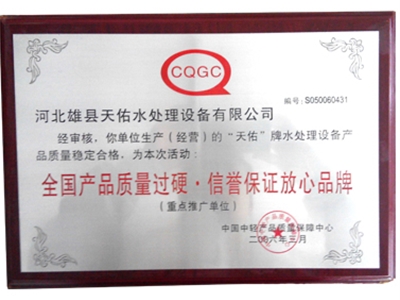 CQGC
编号：S050060431
河北雄县天佑水处理设备有限公司
经审核，你单位生产（经营）的“天佑”牌水处理设备产
品质量稳定合格，为本次活动：
全国产品质量过硬·信誉保证放心品牌
（重点推广单位）
中国中轻产品质量保障中心
二〇〇六年三月